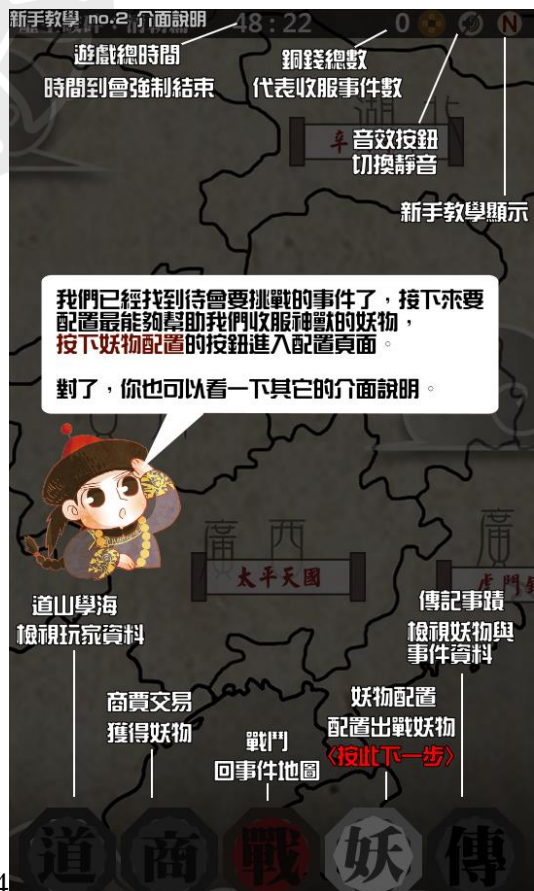 新手教學 no.2 介面說明
48:22
0
N
遊戲總時間
時間到會強制結束
銅錢總數
代表收服事件數
音效按鈕
切換靜音
新手教學顯示
湖北
我們已經找到待會要挑戰的事件了，接下來要
配置最能夠幫助我們收服神獸的妖物，
按下妖物配置的按鈕進入配置頁面。
對了，你也可以看一下其它的介面說明。
廣西
廣
太平天國
虎門
道山學海
檢視玩家資料
傳記事蹟
檢視妖物與
事件資料
商賈交易
獲得妖物
妖物配置
配置出戰妖物
〈按此下一步〉
戰鬥
回事件地圖
道
商
戰
妖
傳
4